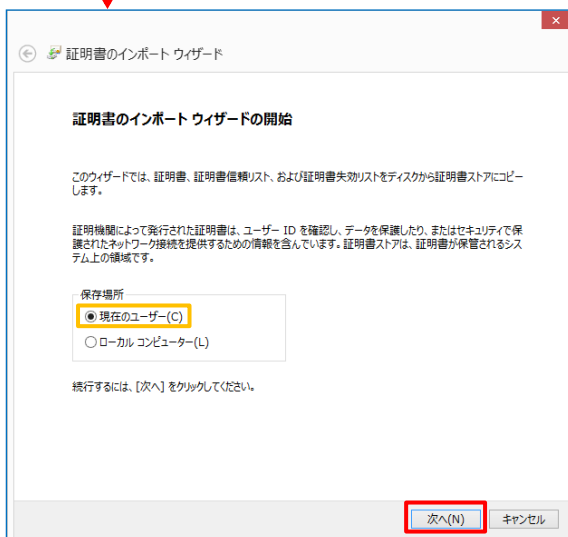 証明書のインポート ウィザード
証明書のインポート ウィザードの開始
このウィザードでは、証明書、証明書信頼リスト、および証明書失効リストをディスクから証明書ストアにコピー
します。
証明機関によって発行された証明書は、ユーザー ID を確認し、データを保護したり、またはセキュリティで保
護されたネットワーク接続を提供するための情報を含んでいます。証明書ストアは、証明書が保管されるシス
テム上の領域です。
保存場所
現在のユーザー(C)
ローカル コンピューター(L)
続行するには、[次へ] をクリックしてください。
次へ(N) キャンセル